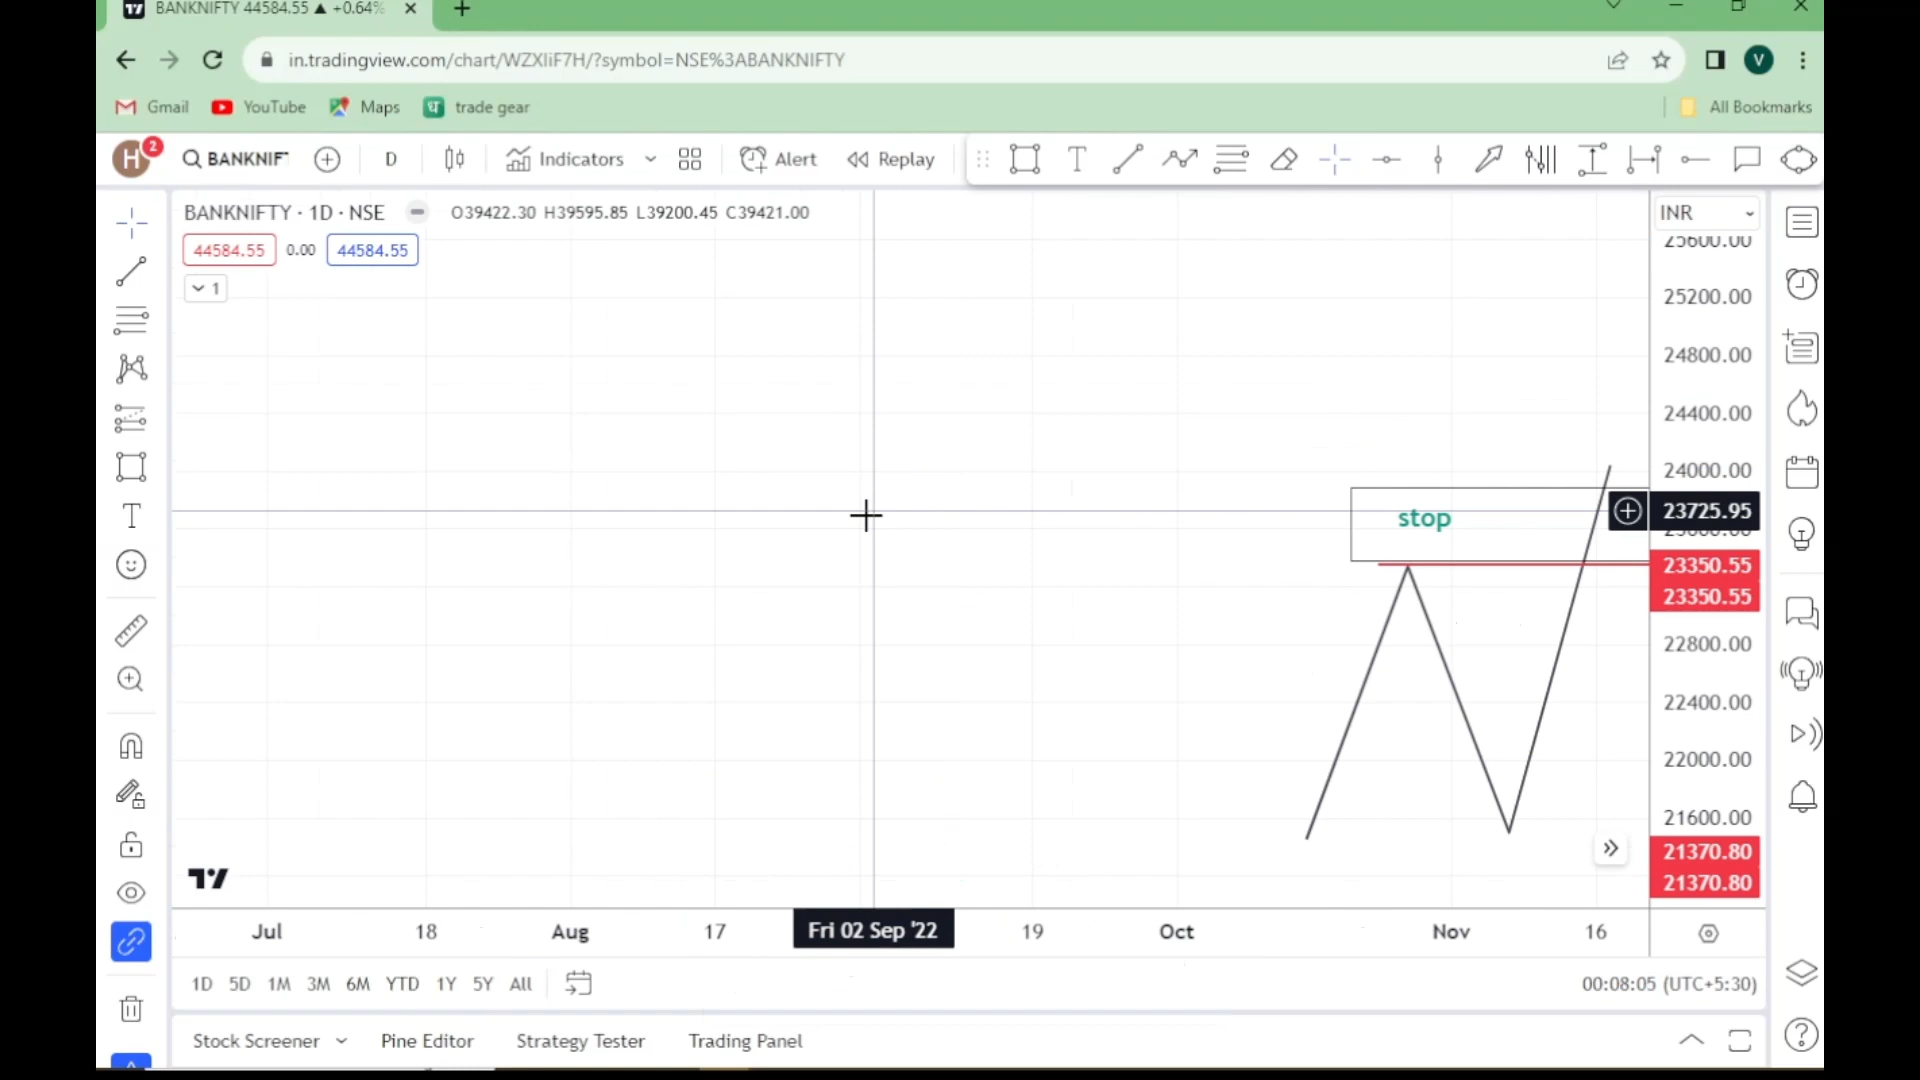 BANKNIFTY 44584.55 ▲ +0.64%
in.tradingview.com/chart/WZXIiF7H/?symbol=NSE%3ABANKNIFTY
V
Gmail
YouTube
Maps
trade gear
All Bookmarks
H
2
BANKNIFT
D
Indicators
Alert
Replay
BANKNIFTY · 1D · NSE
O39422.30 H39595.85 L39200.45 C39421.00
INR
44584.55
0.00
44584.55
1
25600.00
25200.00
24800.00
24400.00
24000.00
23725.95
23350.55
23350.55
22800.00
22400.00
22000.00
21600.00
21370.80
21370.80
stop
Jul
18
Aug
17
Fri 02 Sep '22
19
Oct
Nov
16
1D 5D 1M 3M 6M YTD 1Y 5Y All
00:08:05 (UTC+5:30)
Stock Screener
Pine Editor
Strategy Tester
Trading Panel